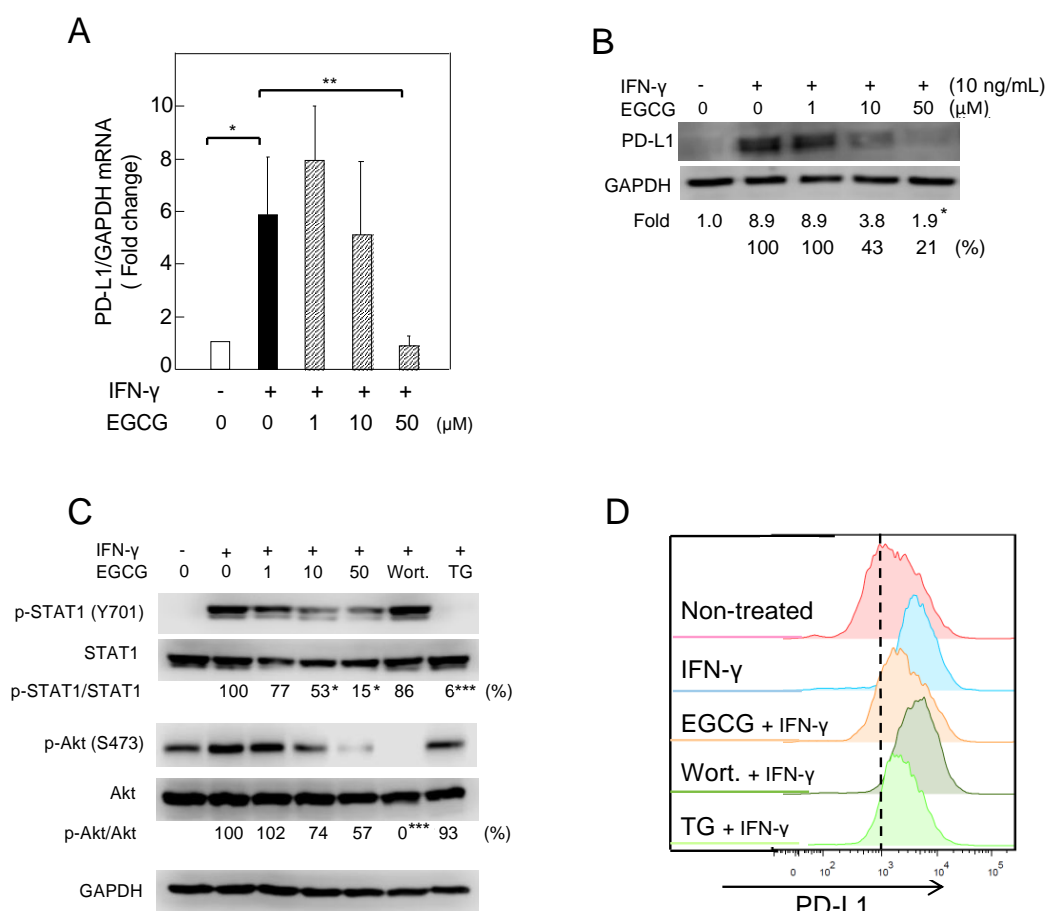 A
PD-L1/GAPDH mRNA
( Fold change)
10
8
6
4
2
0
*
**
IFN-γ - + + + +
EGCG 0 0 1 10 50 (μM)
B
IFN-γ - + + + + (10 ng/mL)
EGCG 0 0 1 10 50 (μM)
PD-L1
GAPDH
Fold 1.0 8.9 8.9 3.8 1.9*
100 100 43 21 (%)
C
IFN-γ - + + + + + +
EGCG 0 0 1 10 50 Wort. TG
p-STAT1 (Y701)
STAT1
p-STAT1/STAT1 100 77 53* 15* 86 6*** (%)
p-Akt (S473)
Akt
p-Akt/Akt 100 102 74 57 0*** 93 (%)
GAPDH
D
Non-treated
IFN-γ
EGCG + IFN-γ
Wort. + IFN-γ
TG + IFN-γ
0 10² 10³ 10⁴ 10⁵
PD-L1